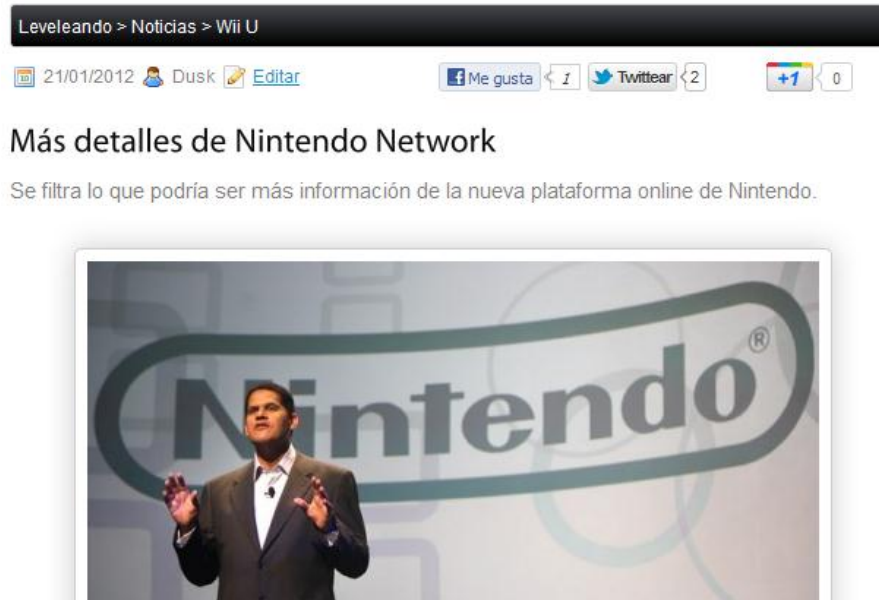 Leveleando > Noticias > Wii U
21/01/2012 Dusk Editar Me gusta 1 Twittear 2 +1 0
Más detalles de Nintendo Network
Se filtra lo que podría ser más información de la nueva plataforma online de Nintendo.
Nintendo®